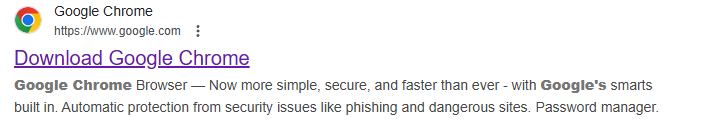 Google Chrome
https://www.google.com
Download Google Chrome
Google Chrome Browser — Now more simple, secure, and faster than ever - with Google's smarts
built in. Automatic protection from security issues like phishing and dangerous sites. Password manager.